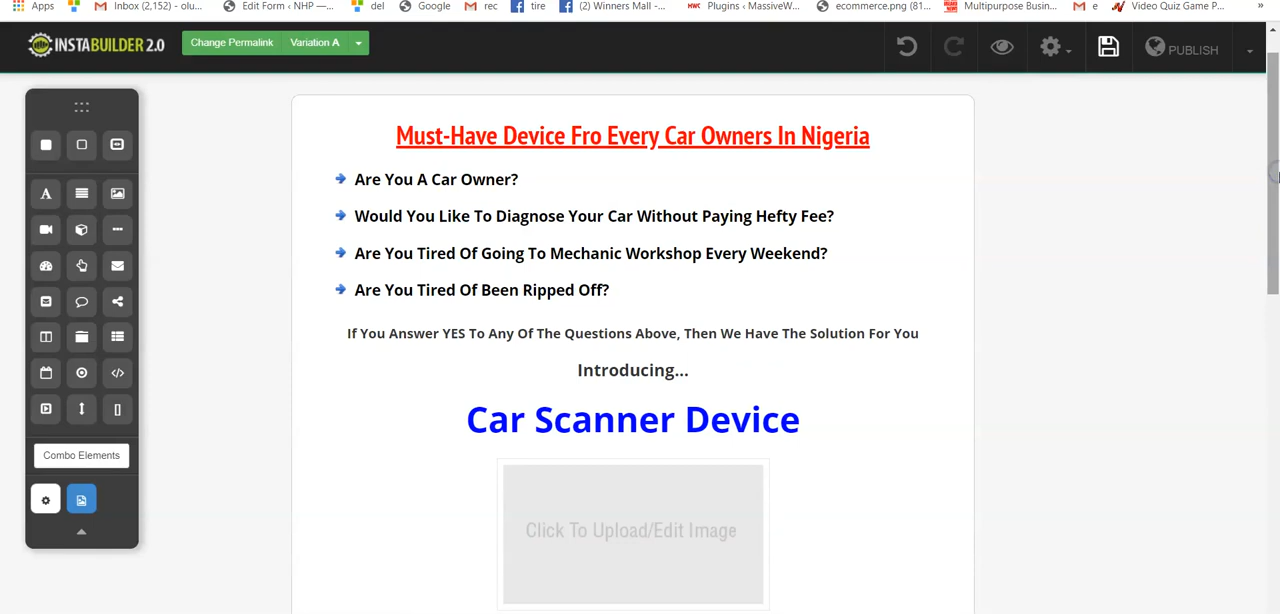 Apps Inbox (2,152) - olu... Edit Form ‹ NHP —... del Google rec tire (2) Winners Mall -... Plugins ‹ MassiveW... ecommerce.png (81... Multipurpose Busin... e Video Quiz Game P... »
INSTABUILDER 2.0 Change Permalink Variation A PUBLISH
Must-Have Device Fro Every Car Owners In Nigeria
Are You A Car Owner?
Would You Like To Diagnose Your Car Without Paying Hefty Fee?
Are You Tired Of Going To Mechanic Workshop Every Weekend?
Are You Tired Of Been Ripped Off?
If You Answer YES To Any Of The Questions Above, Then We Have The Solution For You
Introducing...
Car Scanner Device
Combo Elements
Click To Upload/Edit Image